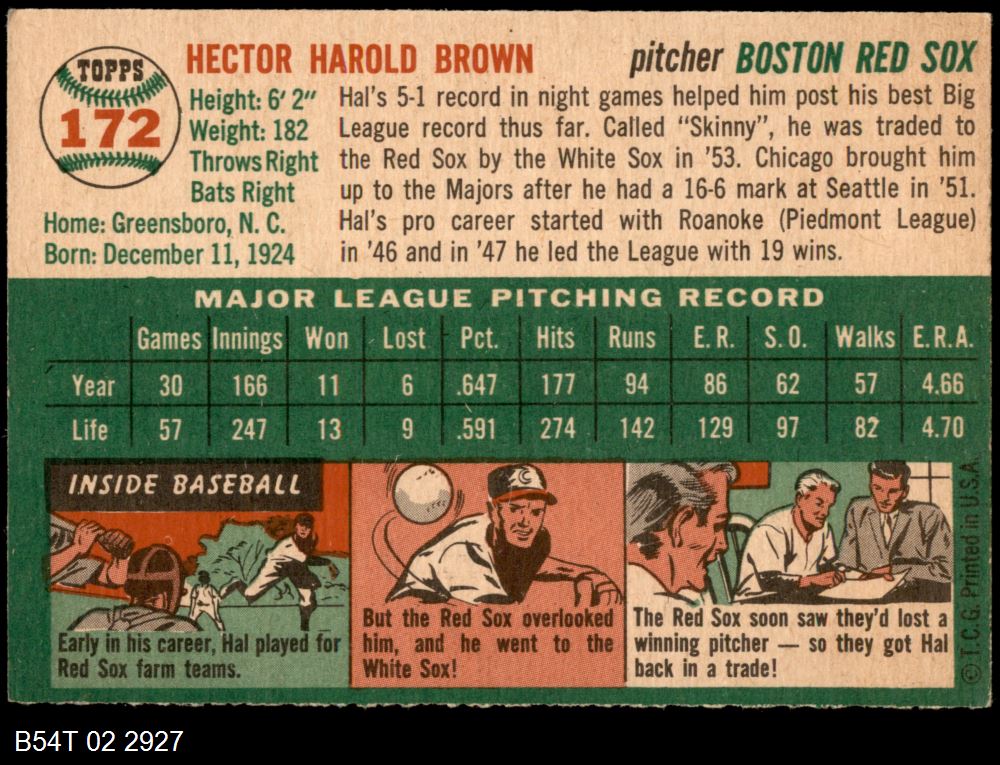 TOPPS
172
HECTOR HAROLD BROWN
pitcher BOSTON RED SOX
Height: 6' 2"
Weight: 182
Throws Right
Bats Right
Home: Greensboro, N. C.
Born: December 11, 1924
Hal's 5-1 record in night games helped him post his best Big
League record thus far. Called "Skinny", he was traded to
the Red Sox by the White Sox in '53. Chicago brought him
up to the Majors after he had a 16-6 mark at Seattle in '51.
Hal's pro career started with Roanoke (Piedmont League)
in '46 and in '47 he led the League with 19 wins.
MAJOR LEAGUE PITCHING RECORD
Games Innings Won Lost Pct. Hits Runs E. R. S. O. Walks E.R.A.
Year 30 166 11 6 .647 177 94 86 62 57 4.66
Life 57 247 13 9 .591 274 142 129 97 82 4.70
INSIDE BASEBALL
Early in his career, Hal played for
Red Sox farm teams.
C
But the Red Sox overlooked
him, and he went to the
White Sox!
The Red Sox soon saw they'd lost a
winning pitcher — so they got Hal
back in a trade!
© T.C.G. Printed in U.S.A.
B54T 02 2927